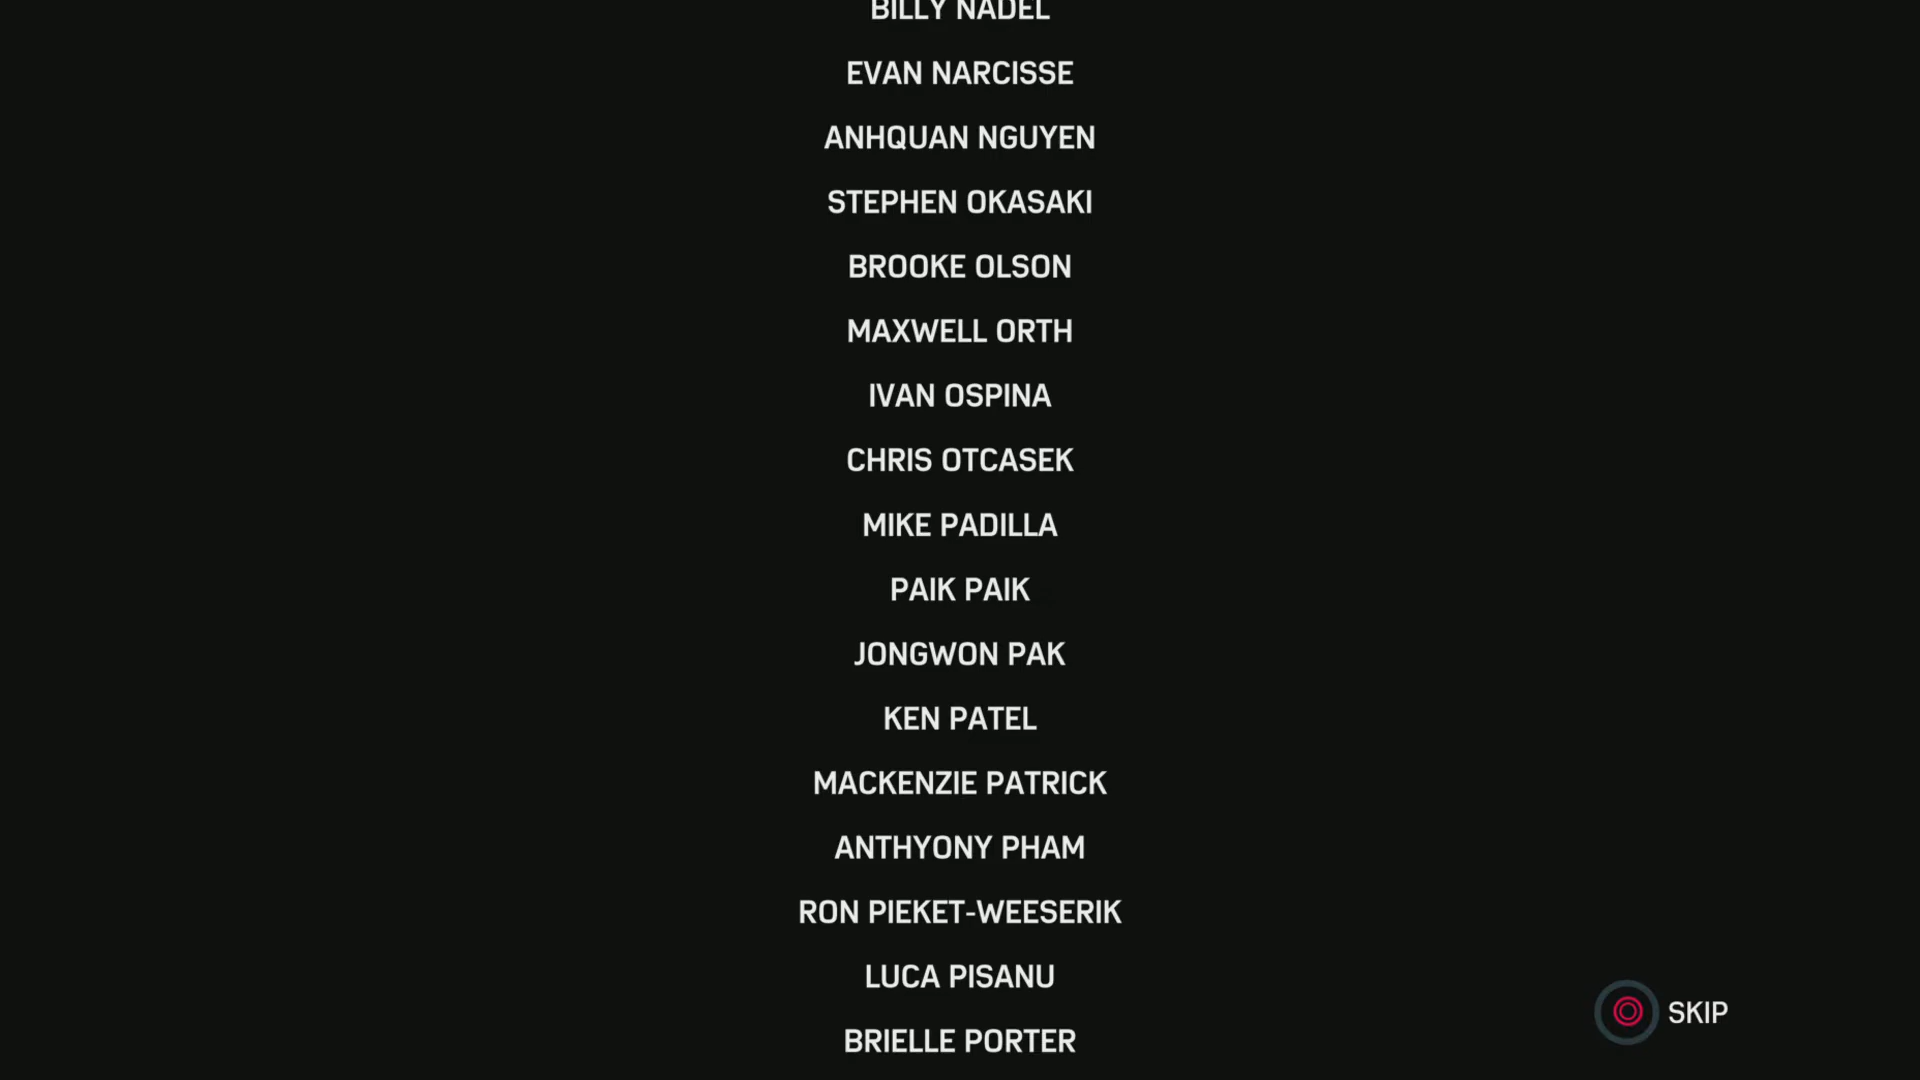 BILLY NADEL
EVAN NARCISSE
ANHQUAN NGUYEN
STEPHEN OKASAKI
BROOKE OLSON
MAXWELL ORTH
IVAN OSPINA
CHRIS OTCASEK
MIKE PADILLA
PAIK PAIK
JONGWON PAK
KEN PATEL
MACKENZIE PATRICK
ANTHYONY PHAM
RON PIEKET-WEESERIK
LUCA PISANU
BRIELLE PORTER
SKIP